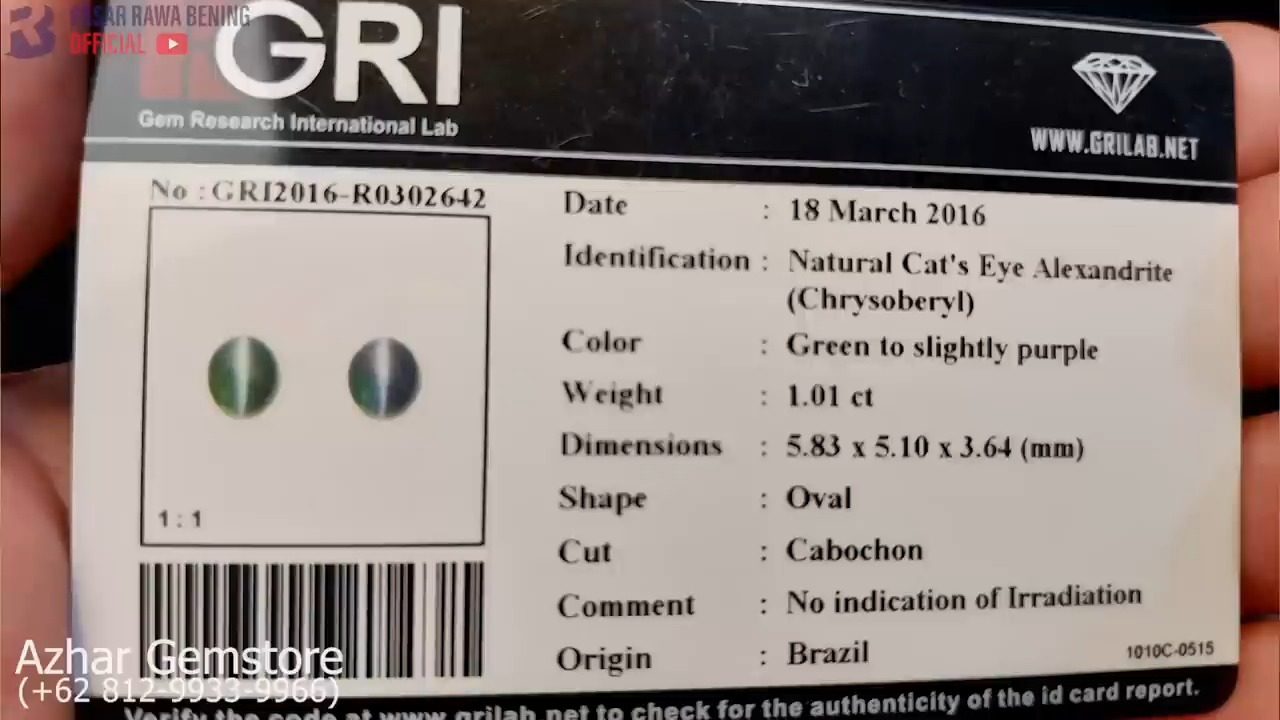 PASAR RAWA BENING
OFFICIAL
GRI
Gem Research International Lab
WWW.GRILAB.NET
No : GRI2016-R0302642
Date : 18 March 2016
Identification : Natural Cat's Eye Alexandrite
(Chrysoberyl)
Color : Green to slightly purple
Weight : 1.01 ct
Dimensions : 5.83 x 5.10 x 3.64 (mm)
Shape : Oval
Cut : Cabochon
Comment : No indication of Irradiation
Origin : Brazil
1 : 1
1010C-0515
Azhar Gemstore
(+62 812-9933-9966)
Verify the code at www.grilab.net to check for the authenticity of the id card report.